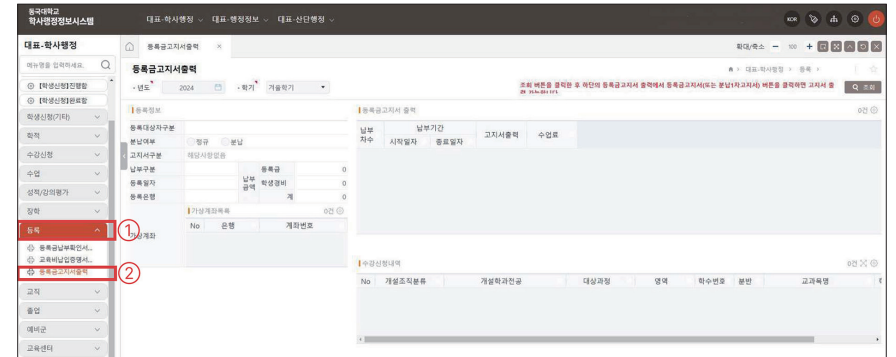 동국대학교
학사행정정보시스템
대표-학사행정
대표-행정정보
대표-산단행정
KOR
대표-학사행정
등록금고지서출력 ×
확대/축소 - 100 +
메뉴명을 입력하세요.
등록금고지서출력
대표-학사행정 > 등록 >
[학생신청]진행함
[학생신청]완료함
학생신청(기타)
학적
수강신청
수업
성적/강의평가
장학
등록
①
등록금납부확인서...
교육비납입증명서...
등록금고지서출력
②
교직
졸업
예비군
교육센터
년도 2024
학기 겨울학기
조회 버튼을 클릭한 후 하단의 등록금고지서 출력에서 등록금고지서(또는 분납1차고지서) 버튼을 클릭하면 고지서 출
력 가능합니다
조회
등록정보
등록대상자구분
분납여부 정규 분납
고지서구분 해당사항없음
납부구분
등록일자
등록은행
납부금액
등록금 0
학생경비 0
계 0
가상계좌
가상계좌목록 0건
No 은행 계좌번호
등록금고지서 출력 0건
납부차수
납부기간
시작일자 종료일자
고지서출력
수업료
수강신청내역 0건
No 개설조직분류 개설학과전공 대상과정 영역 학수번호 분반 교과목명